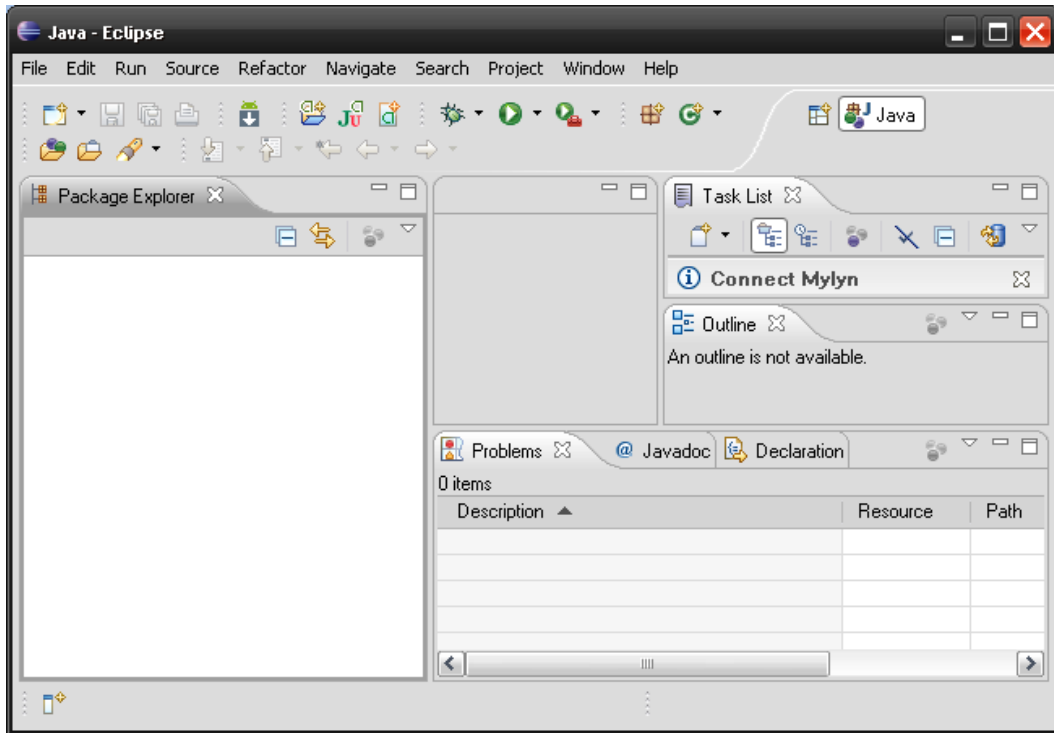 Java - Eclipse
File Edit Run Source Refactor Navigate Search Project Window Help
Java
Package Explorer
Task List
Connect Mylyn
Outline
An outline is not available.
Problems @ Javadoc Declaration
0 items
Description Resource Path